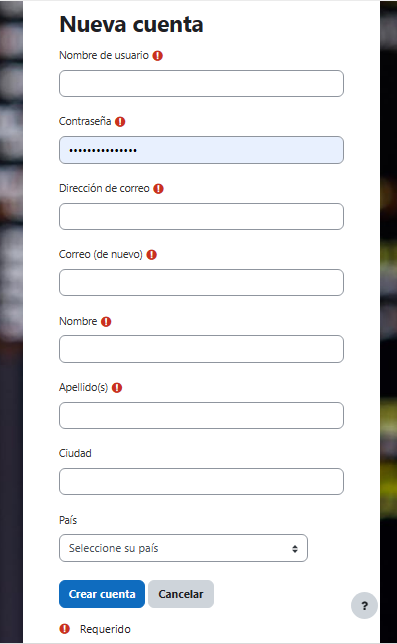 Nueva cuenta
Nombre de usuario
Contraseña
•••••••••••••••
Dirección de correo
Correo (de nuevo)
Nombre
Apellido(s)
Ciudad
País
Seleccione su país
Crear cuenta Cancelar
?
Requerido